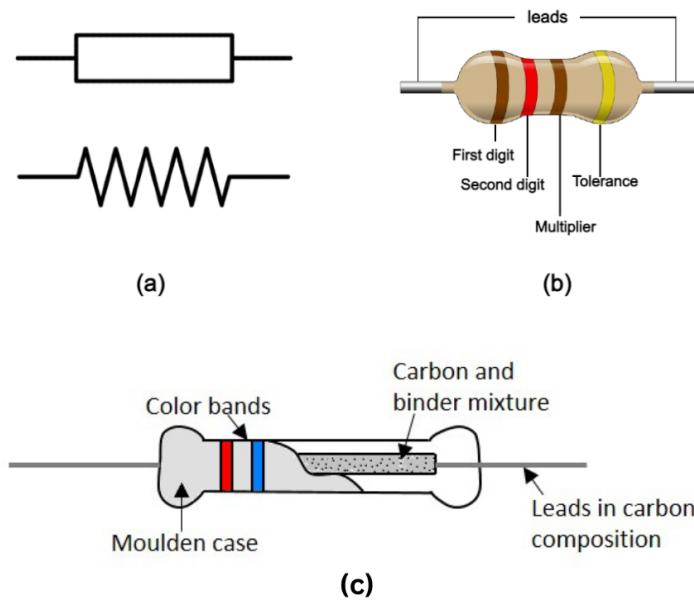 leads
First digit
Second digit
Tolerance
Multiplier
(a)
(b)
Carbon and
binder mixture
Color bands
Moulden case
Leads in carbon
composition
(c)